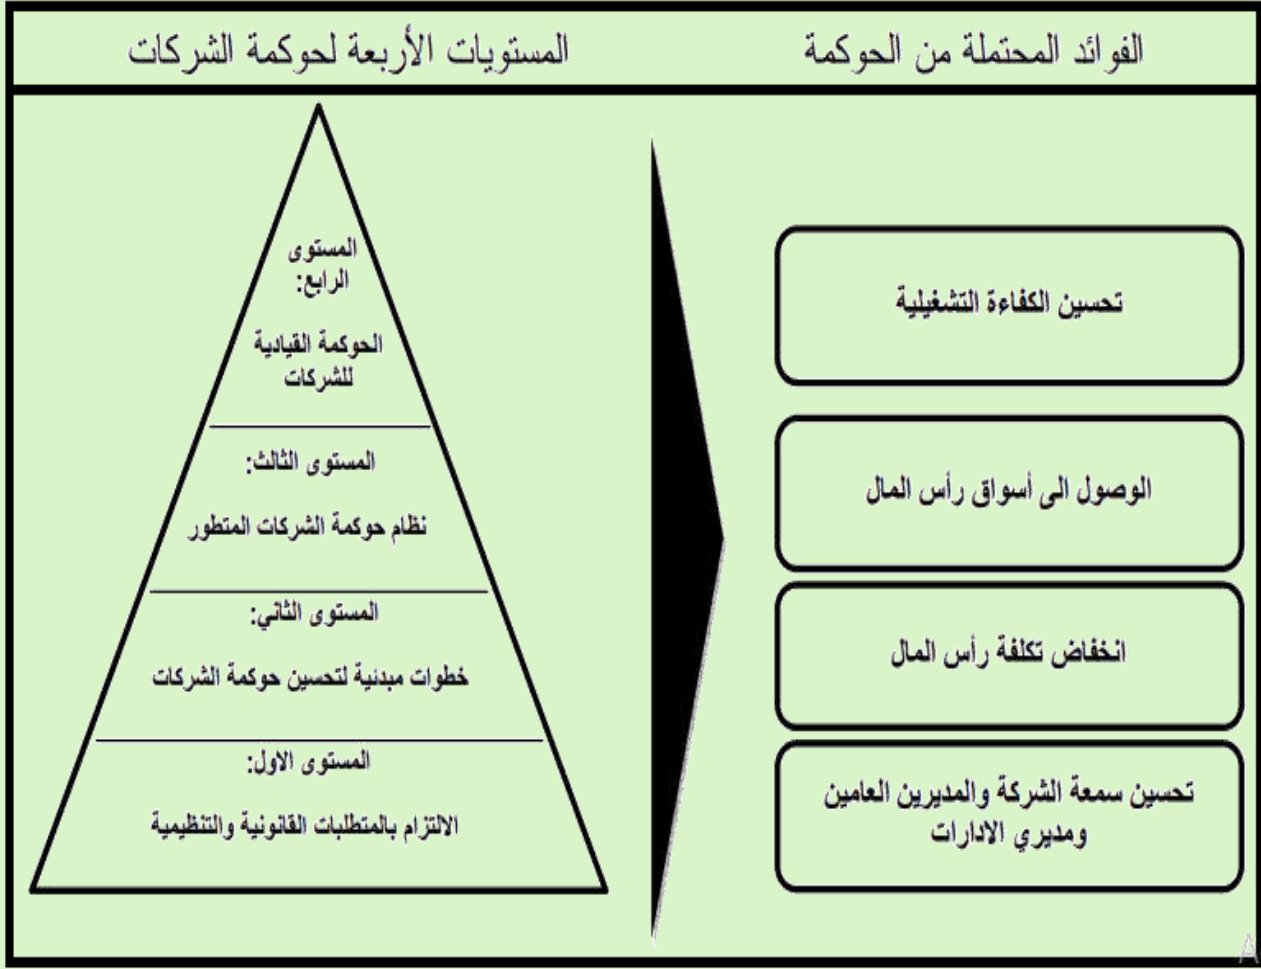 الفوائد المحتملة من الحوكمة
المستويات الأربعة لحوكمة الشركات
تحسين الكفاءة التشغيلية
الوصول الى أسواق رأس المال
انخفاض تكلفة رأس المال
تحسين سمعة الشركة والمديرين العامين
ومديري الادارات
المستوى
الرابع:
الحوكمة القيادية
للشركات
المستوى الثالث:
نظام حوكمة الشركات المتطور
المستوى الثاني:
خطوات مبدئية لتحسين حوكمة الشركات
المستوى الاول:
الالتزام بالمتطلبات القانونية والتنظيمية
A